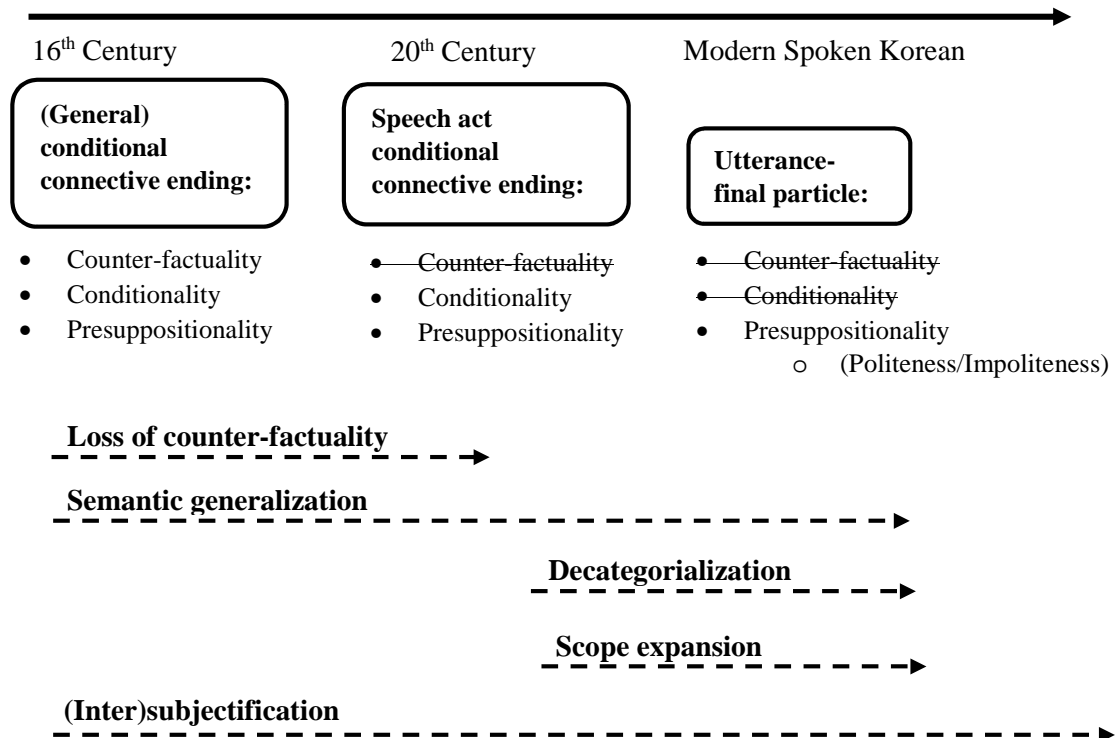 16th Century 20th Century Modern Spoken Korean
(General)
conditional
connective ending:
Speech act
conditional
connective ending:
Utterance-
final particle:
• Counter-factuality
• Conditionality
• Presuppositionality
• Counter-factuality
• Conditionality
• Presuppositionality
• Counter-factuality
• Conditionality
• Presuppositionality
o (Politeness/Impoliteness)
Loss of counter-factuality
Semantic generalization
Decategorialization
Scope expansion
(Inter)subjectification